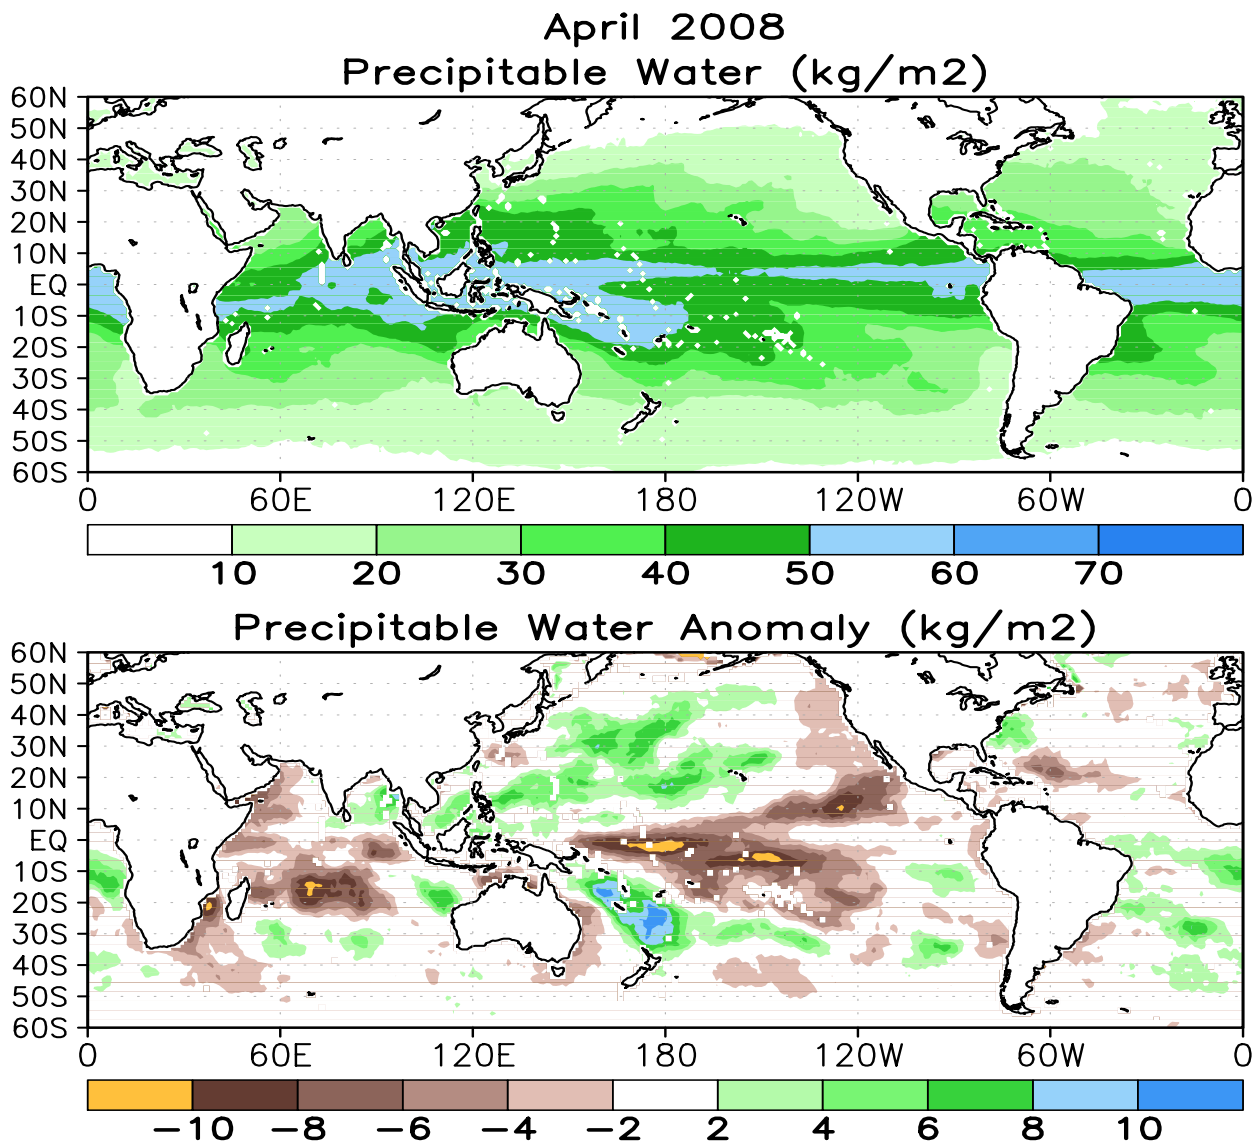 April 2008
Precipitable Water (kg/m2)
60N
50N
40N
30N
20N
10N
EQ
10S
20S
30S
40S
50S
60S
0 60E 120E 180 120W 60W 0
10 20 30 40 50 60 70
Precipitable Water Anomaly (kg/m2)
60N
50N
40N
30N
20N
10N
EQ
10S
20S
30S
40S
50S
60S
0 60E 120E 180 120W 60W 0
−10 −8 −6 −4 −2 2 4 6 8 10